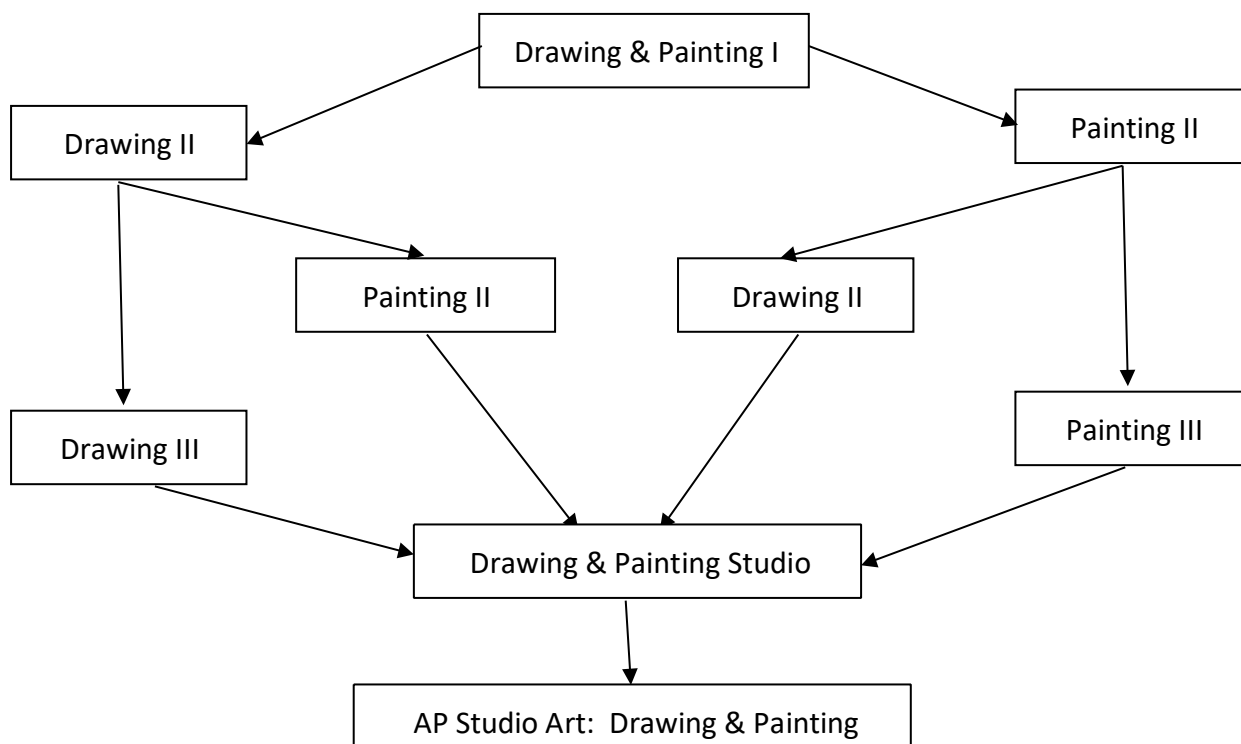 Drawing & Painting I
Drawing II
Painting II
Painting II
Drawing II
Drawing III
Painting III
Drawing & Painting Studio
AP Studio Art:  Drawing & Painting